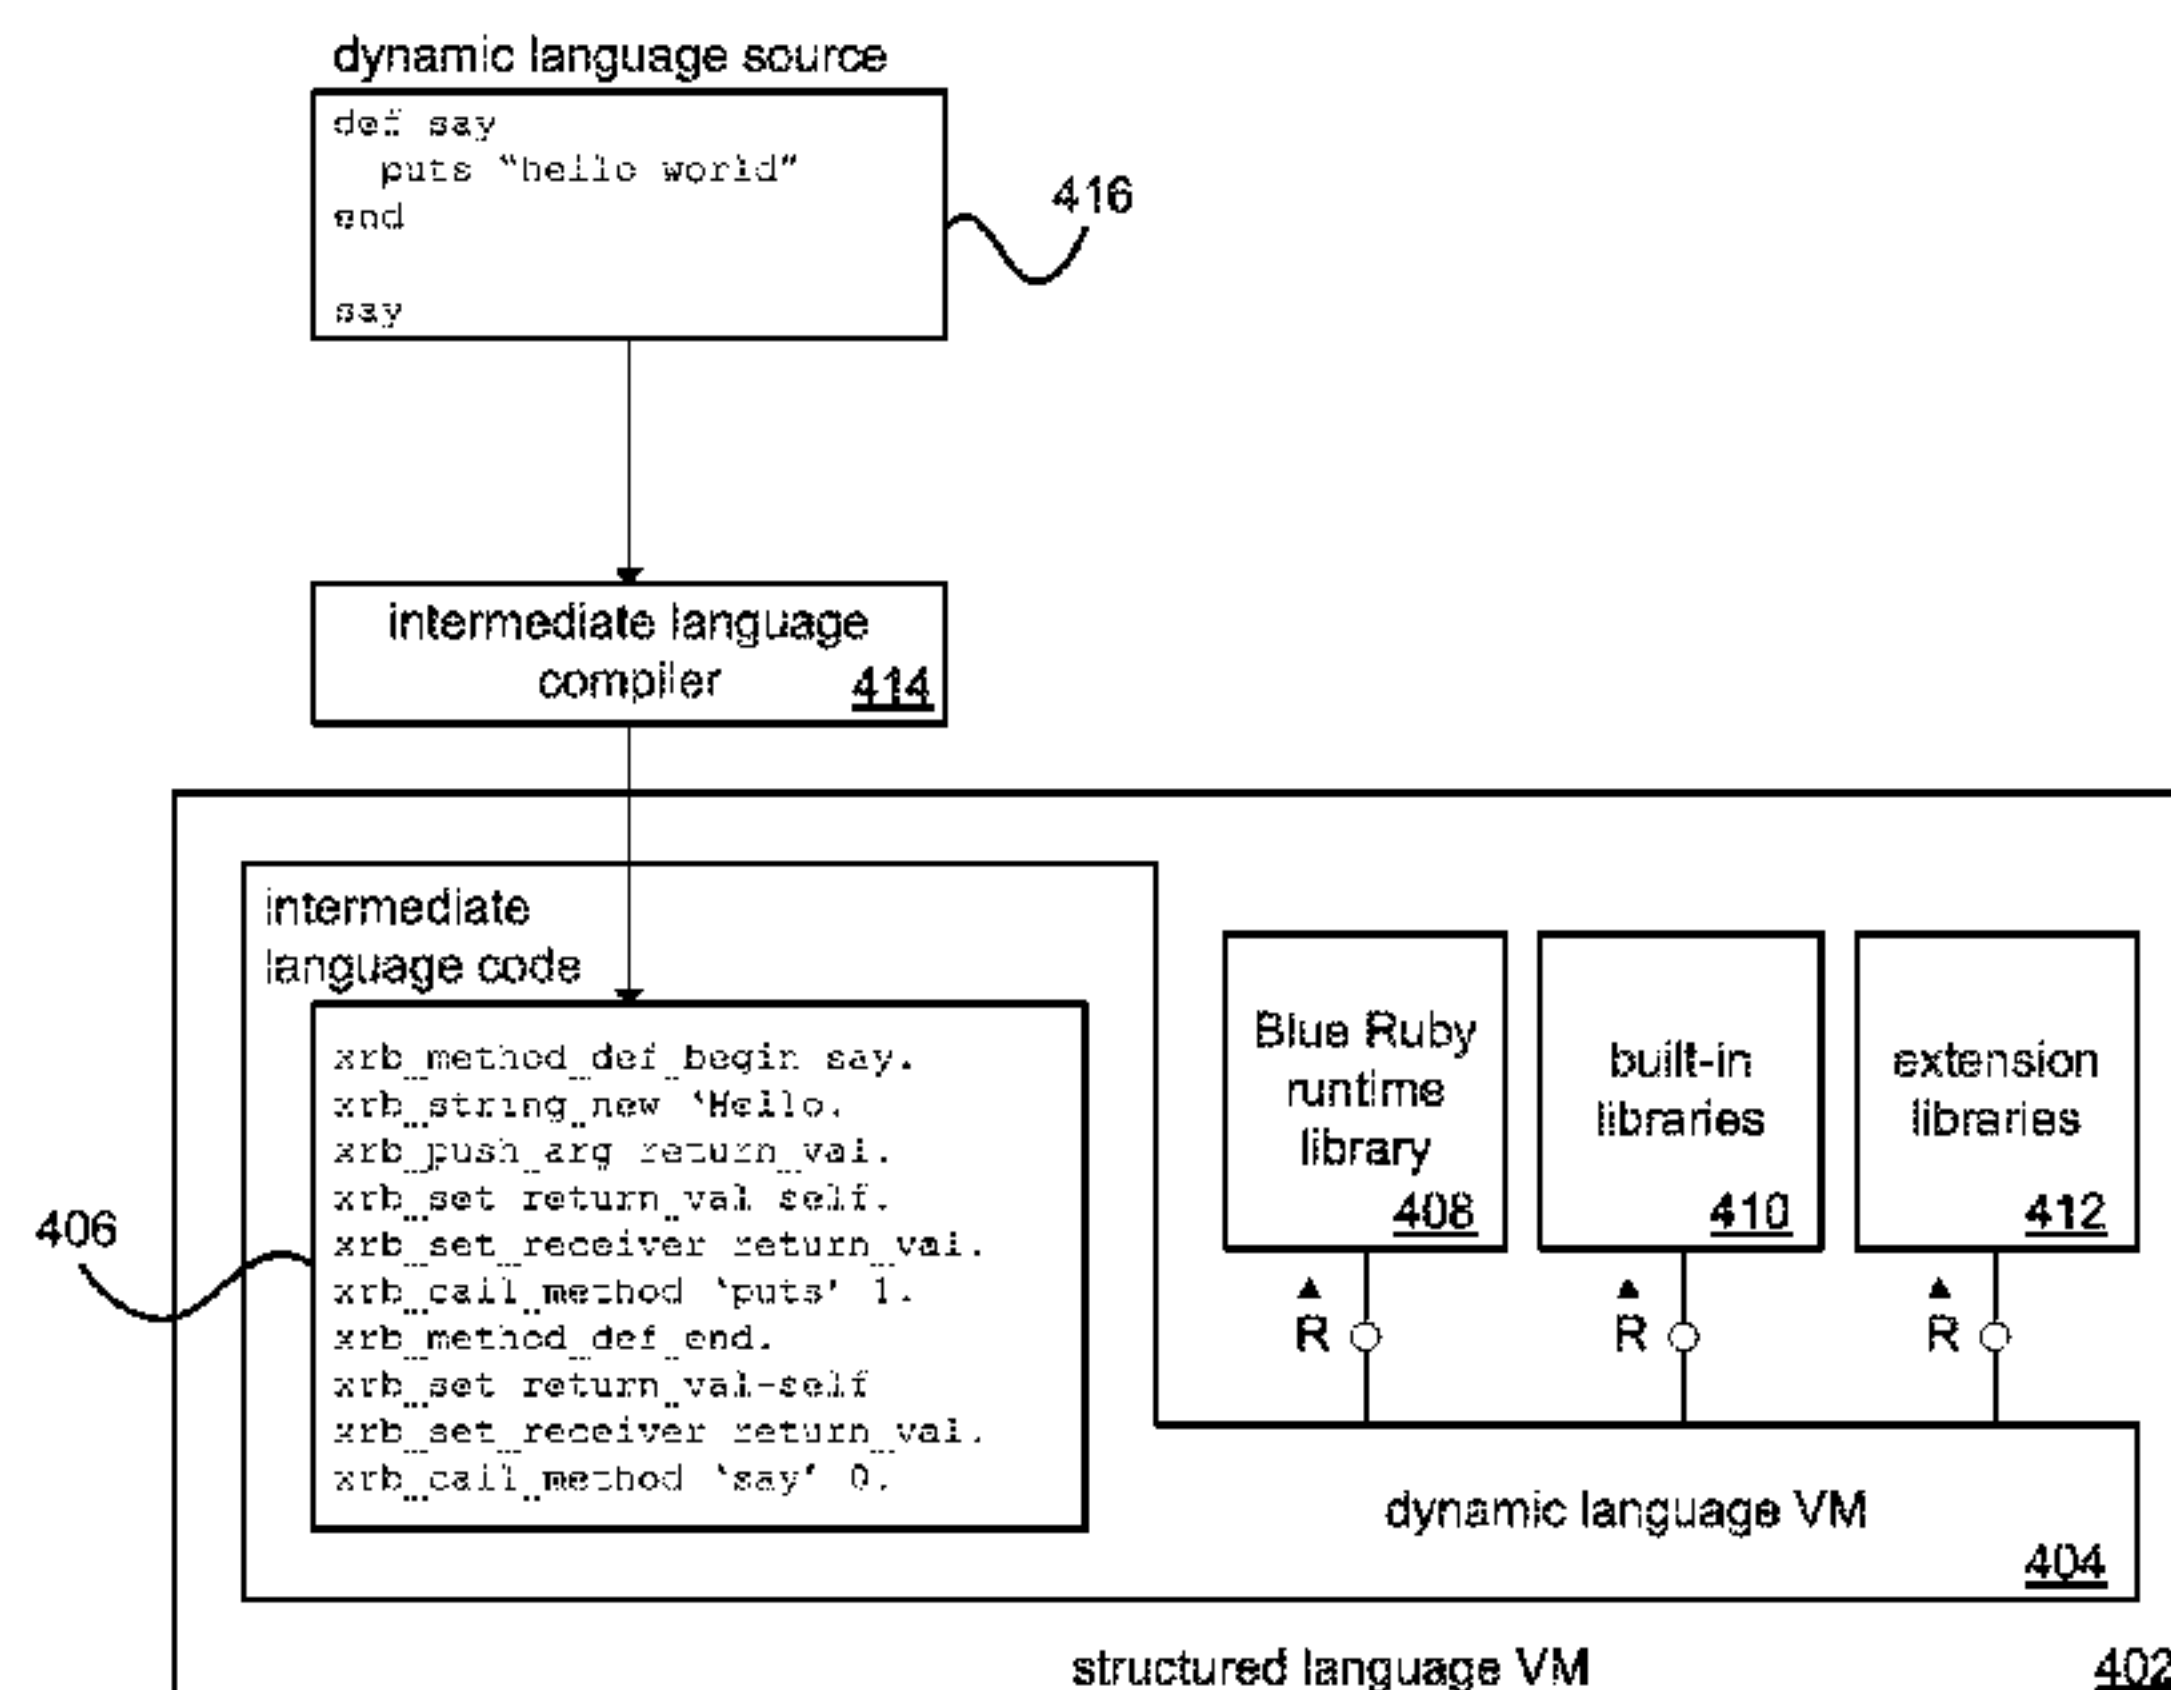 dynamic language source
def say
puts “hello world”
end
say
416
intermediate language
compiler
414
intermediate
language code
xrb_method_def_begin say.
xrb_string_new ‘Hello.
xrb_push_arg return_val.
xrb_set return_val self.
xrb_set_receiver return_val.
xrb_call_method ‘puts’ 1.
xrb_method_def_end.
xrb_set return_val-self
xrb_set_receiver return_val.
xrb_call_method ‘say’ 0.
406
Blue Ruby
runtime
library
408
built-in
libraries
410
extension
libraries
412
R
R
R
dynamic language VM
404
structured language VM
402